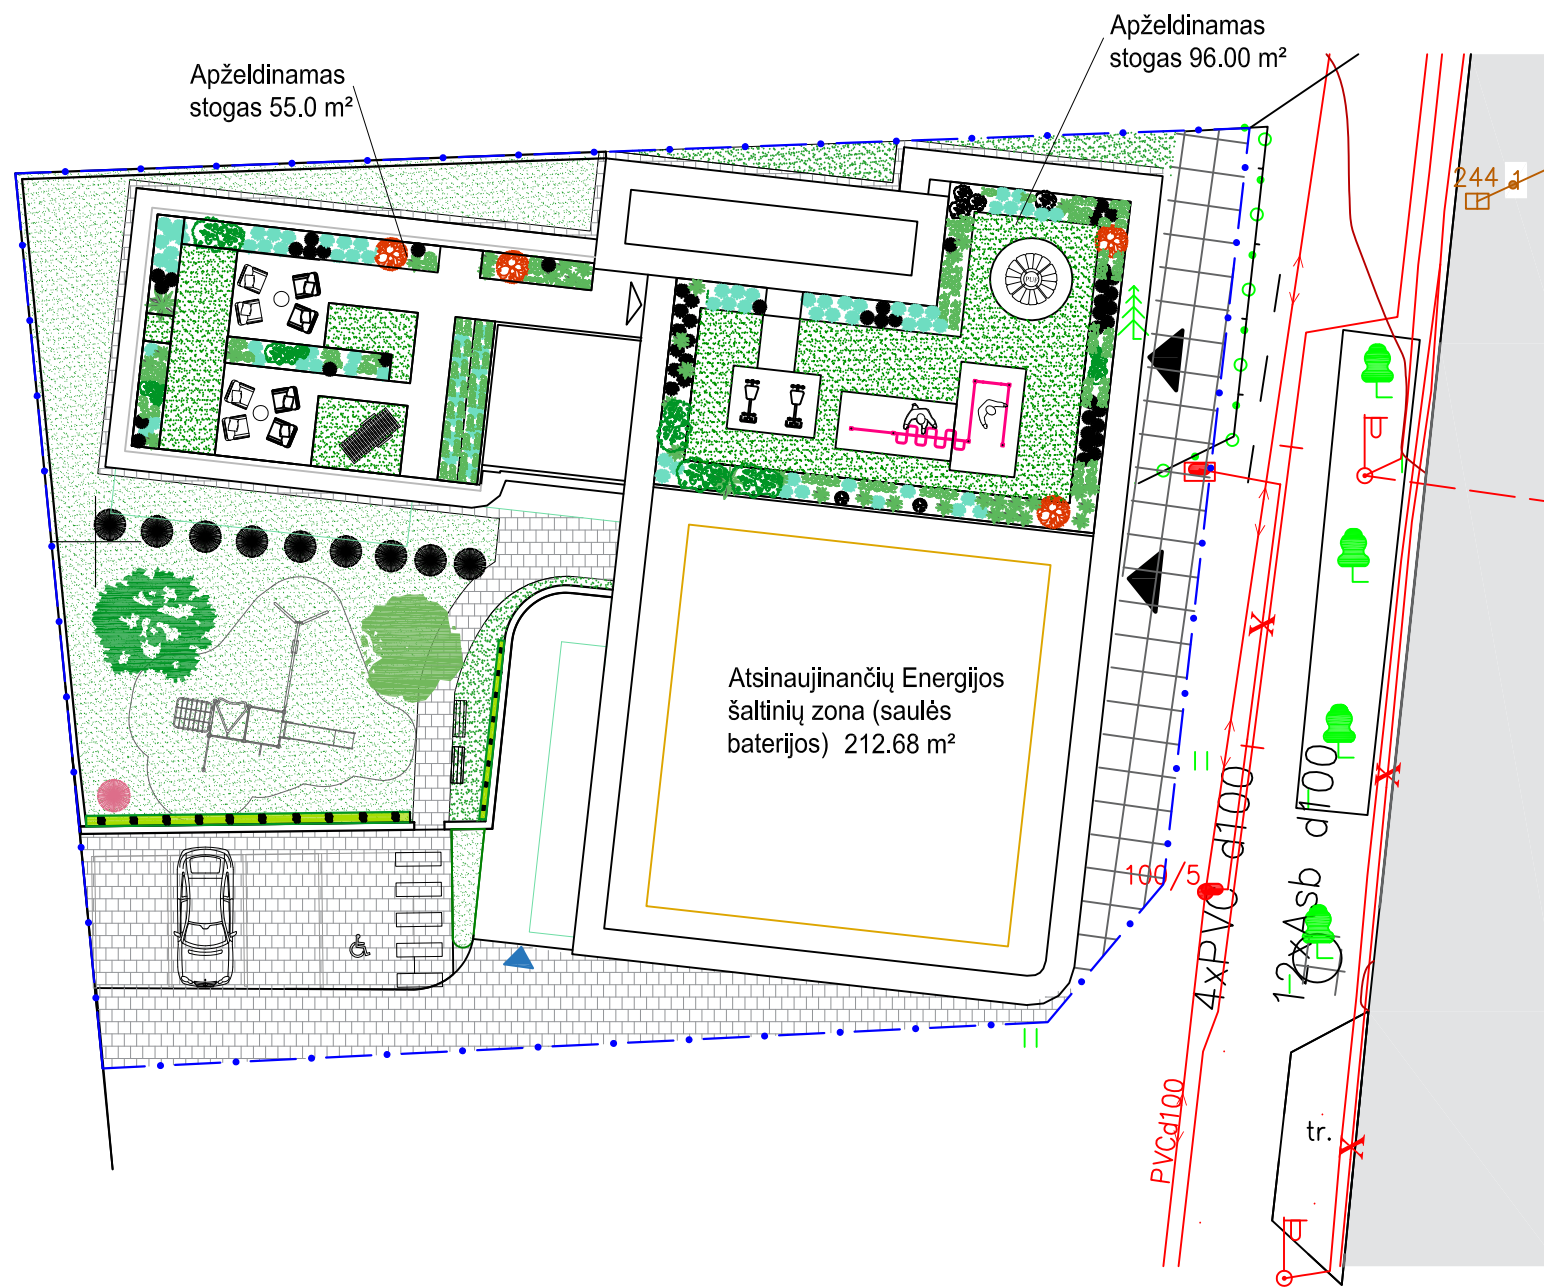 Apželdinamas
stogas 96.00 m²
Apželdinamas
stogas 55.0 m²
244 1
Atsinaujinančių Energijos
šaltinių zona (saulės
baterijos) 212.68 m²
100/5
4xPVC d100
12xAsb d100
PVCd100
tr.